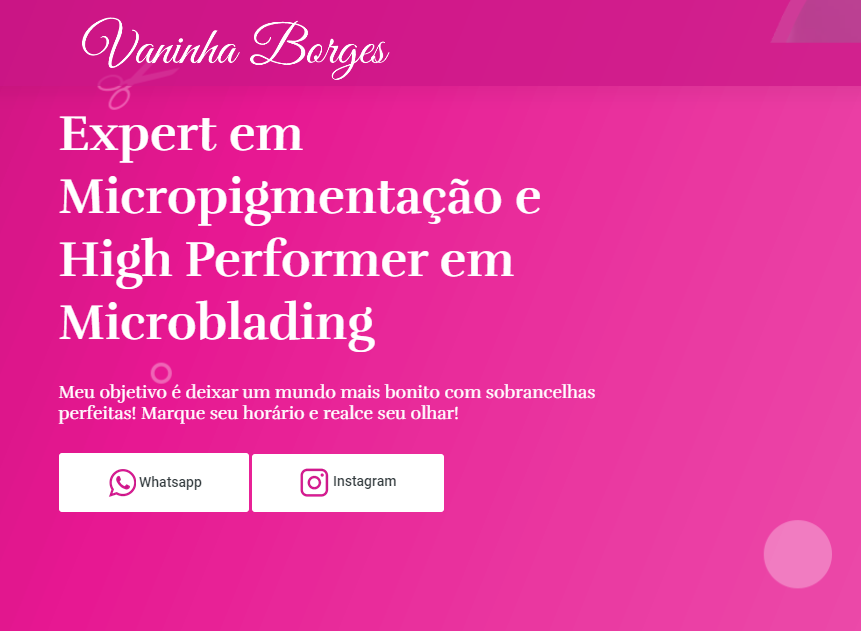 Vaninha Borges
Expert em
Micropigmentação e
High Performer em
Microblading
Meu objetivo é deixar um mundo mais bonito com sobrancelhas
perfeitas! Marque seu horário e realce seu olhar!
Whatsapp
Instagram